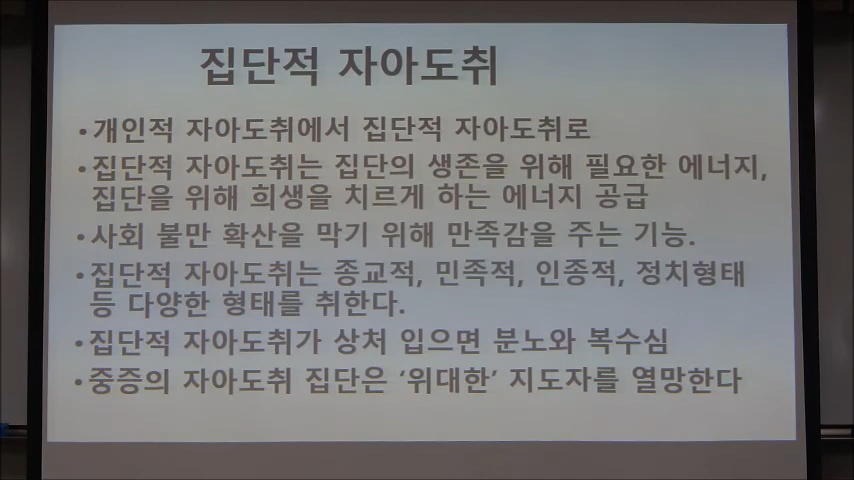 집단적 자아도취
•개인적 자아도취에서 집단적 자아도취로
•집단적 자아도취는 집단의 생존을 위해 필요한 에너지,
집단을 위해 희생을 치르게 하는 에너지 공급
•사회 불만 확산을 막기 위해 만족감을 주는 기능.
•집단적 자아도취는 종교적, 민족적, 인종적, 정치형태
등 다양한 형태를 취한다.
•집단적 자아도취가 상처 입으면 분노와 복수심
•중증의 자아도취 집단은 ‘위대한’ 지도자를 열망한다